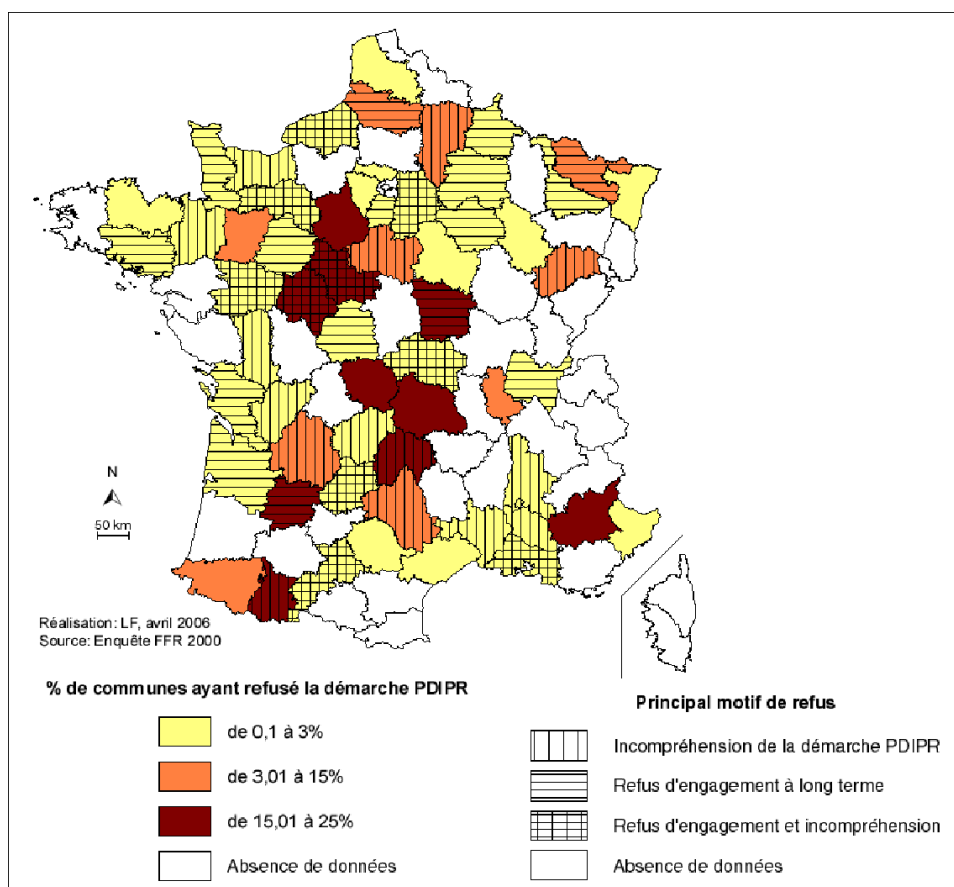 N
50 km
Réalisation: LF, avril 2006
Source: Enquête FFR 2000
% de communes ayant refusé la démarche PDIPR
de 0,1 à 3%
de 3,01 à 15%
de 15,01 à 25%
Absence de données
Principal motif de refus
Incompréhension de la démarche PDIPR
Refus d'engagement à long terme
Refus d'engagement et incompréhension
Absence de données